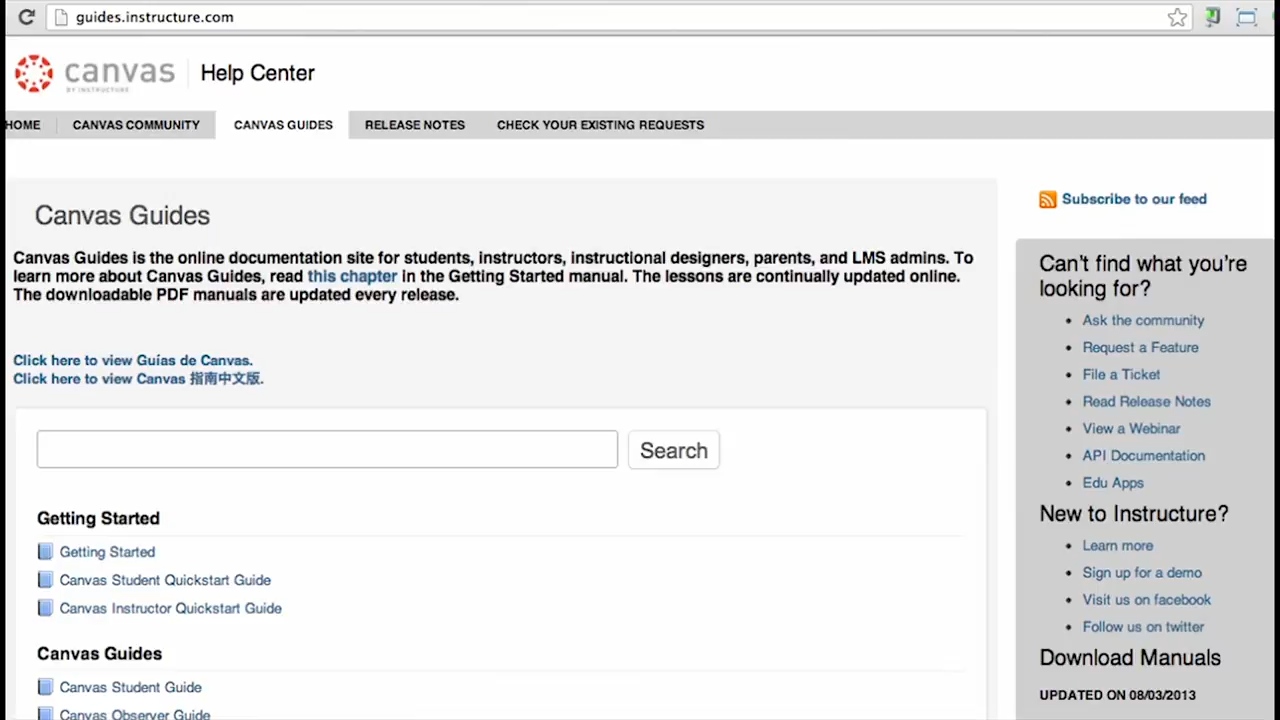 guides.instructure.com
canvas
BY INSTRUCTURE
Help Center
HOME
CANVAS COMMUNITY
CANVAS GUIDES
RELEASE NOTES
CHECK YOUR EXISTING REQUESTS
Canvas Guides
Canvas Guides is the online documentation site for students, instructors, instructional designers, parents, and LMS admins. To
learn more about Canvas Guides, read this chapter in the Getting Started manual. The lessons are continually updated online.
The downloadable PDF manuals are updated every release.
Click here to view Guías de Canvas.
Click here to view Canvas 指南中文版.
Search
Getting Started
Getting Started
Canvas Student Quickstart Guide
Canvas Instructor Quickstart Guide
Canvas Guides
Canvas Student Guide
Canvas Observer Guide
Subscribe to our feed
Can't find what you're
looking for?
Ask the community
Request a Feature
File a Ticket
Read Release Notes
View a Webinar
API Documentation
Edu Apps
New to Instructure?
Learn more
Sign up for a demo
Visit us on facebook
Follow us on twitter
Download Manuals
UPDATED ON 08/03/2013